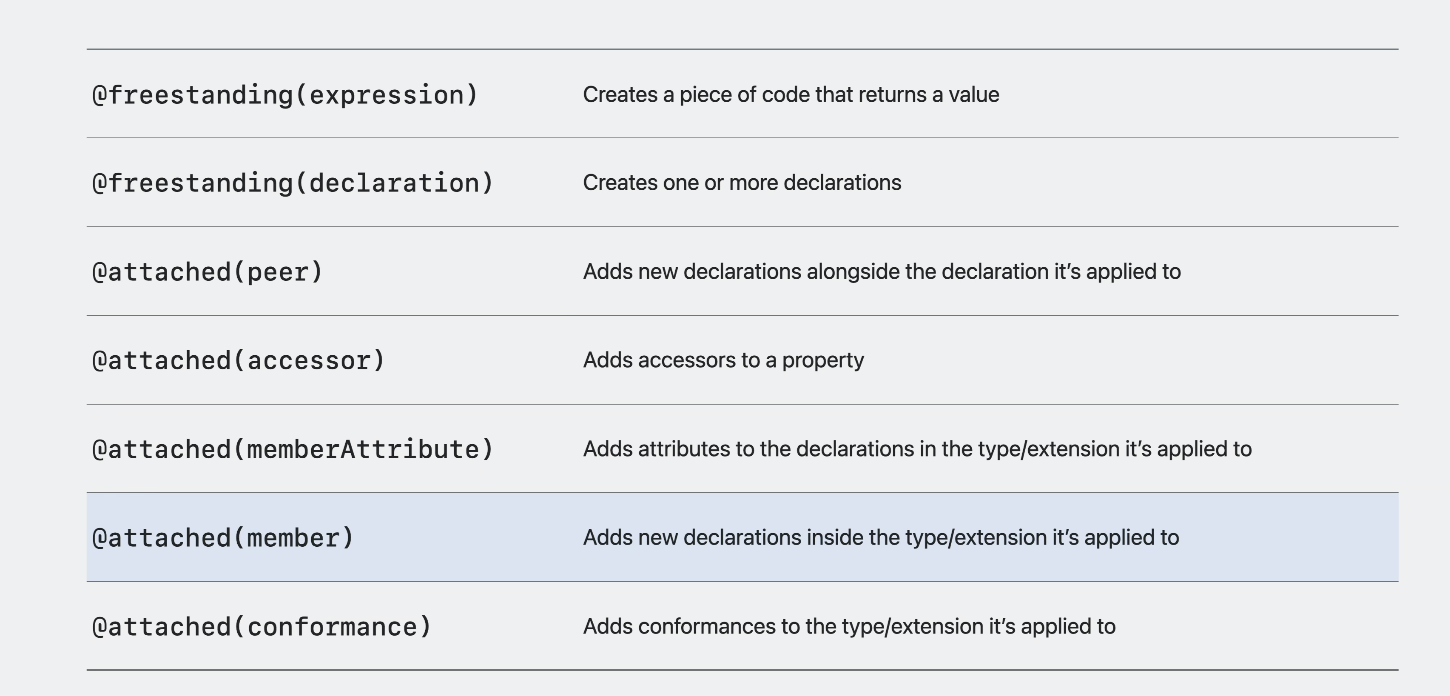 @freestanding(expression) Creates a piece of code that returns a value
@freestanding(declaration) Creates one or more declarations
@attached(peer) Adds new declarations alongside the declaration it’s applied to
@attached(accessor) Adds accessors to a property
@attached(memberAttribute) Adds attributes to the declarations in the type/extension it’s applied to
@attached(member) Adds new declarations inside the type/extension it’s applied to
@attached(conformance) Adds conformances to the type/extension it’s applied to